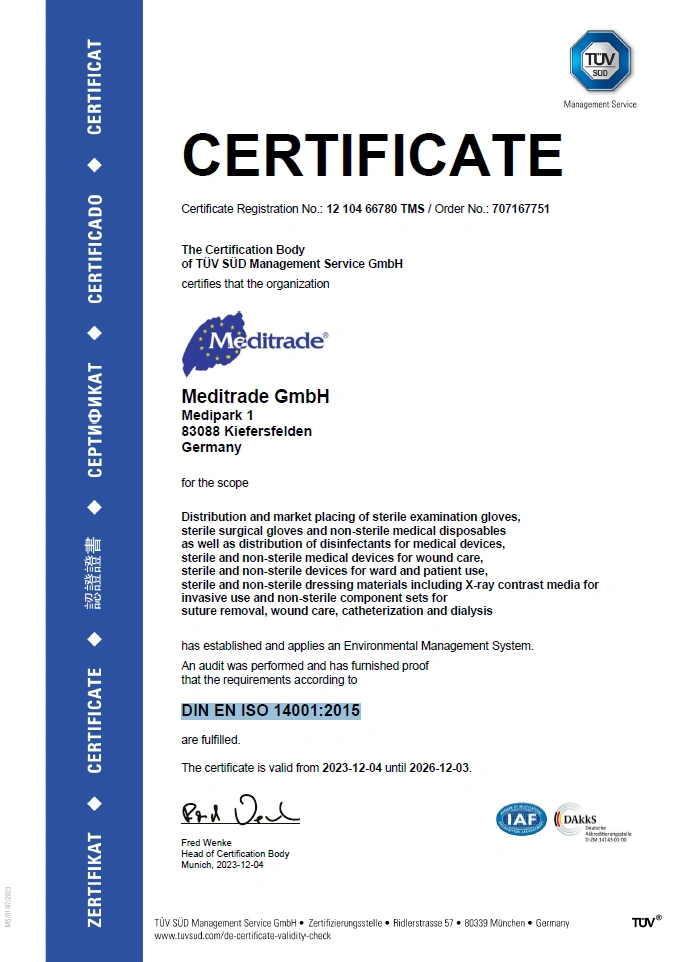 TÜV
SÜD
Management Service
CERTIFICATE
Certificate Registration No.: 12 104 66780 TMS / Order No.: 707167751
The Certification Body
of TÜV SÜD Management Service GmbH
certifies that the organization
Meditrade®
Meditrade GmbH
Medipark 1
83088 Kiefersfelden
Germany
for the scope
Distribution and market placing of sterile examination gloves,
sterile surgical gloves and non-sterile medical disposables
as well as distribution of disinfectants for medical devices,
sterile and non-sterile medical devices for wound care,
sterile and non-sterile devices for ward and patient use,
sterile and non-sterile dressing materials including X-ray contrast media for
invasive use and non-sterile component sets for
suture removal, wound care, catheterization and dialysis
has established and applies an Environmental Management System.
An audit was performed and has furnished proof
that the requirements according to
DIN EN ISO 14001:2015
are fulfilled.
The certificate is valid from 2023-12-04 until 2026-12-03.
Fred Wenke
Head of Certification Body
Munich, 2023-12-04
IAF
DAkkS
Deutsche
Akkreditierungsstelle
D-ZM-14143-01-00
TÜV SÜD Management Service GmbH • Zertifizierungsstelle • Ridlerstrasse 57 • 80339 München • Germany
www.tuvsud.com/de-certificate-validity-check
TÜV®
ZERTIFIKAT ◆ CERTIFICATE ◆ 認證證書 ◆ СЕРТИФИКАТ ◆ CERTIFICADO ◆ CERTIFICAT